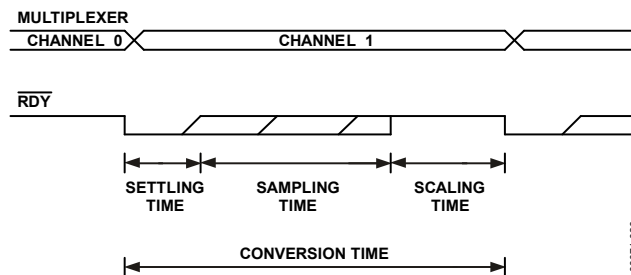 MULTIPLEXER
CHANNEL 0
CHANNEL 1
RDY
SETTLING
TIME
SAMPLING
TIME
SCALING
TIME
CONVERSION TIME